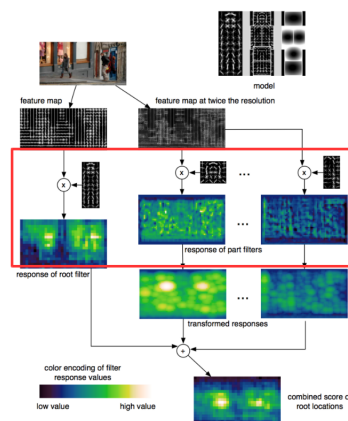 model
feature map
feature map at twice the resolution
x
x
x
...
...
response of part filters
response of root filter
...
transformed responses
+
color encoding of filter
response values
low value
high value
combined score of
root locations